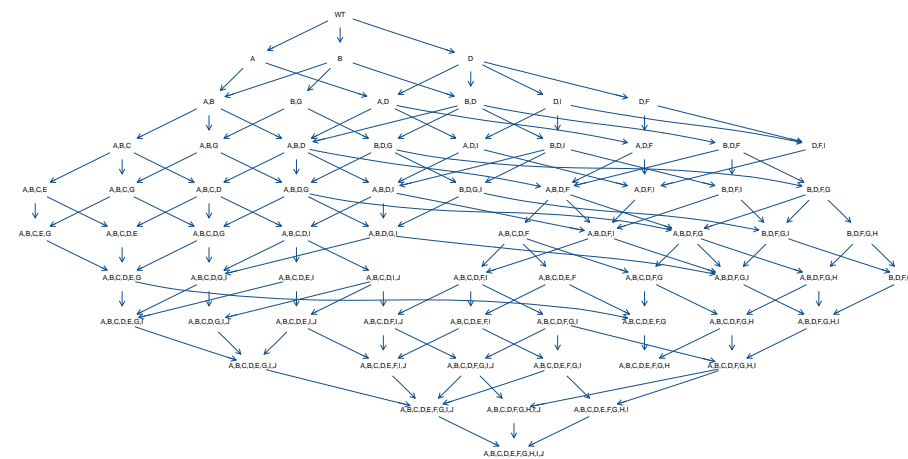 WT
A B D
A,B B,G A,D B,D D,I D,F
A,B,C A,B,G A,B,D B,D,G A,D,I B,D,I A,D,F B,D,F D,F,I
A,B,C,E A,B,C,G A,B,C,D A,B,D,G A,B,D,I B,D,G,I A,B,D,F A,D,F,I B,D,F,I B,D,F,G
A,B,C,E,G A,B,C,D,E A,B,C,D,G A,B,C,D,I A,B,D,G,I A,B,C,D,F A,B,D,F,I A,B,D,F,G B,D,F,G,I B,D,F,G,H
A,B,C,D,E,G A,B,C,D,G,I A,B,C,D,E,I A,B,C,D,I,J A,B,C,D,F,I A,B,C,D,E,F A,B,C,D,F,G A,B,D,F,G,I A,B,D,F,G,H B,D,F,
A,B,C,D,E,G,I A,B,C,D,G,I,J A,B,C,D,E,I,J A,B,C,D,F,I,J A,B,C,D,E,F,I A,B,C,D,F,G,I A,B,C,D,E,F,G A,B,C,D,F,G,H A,B,D,F,G,H,I
A,B,C,D,E,G,I,J A,B,C,D,E,F,I,J A,B,C,D,F,G,I,J A,B,C,D,E,F,G,I A,B,C,D,E,F,G,H A,B,C,D,F,G,H,I
A,B,C,D,E,F,G,I,J A,B,C,D,F,G,H,I,J A,B,C,D,E,F,G,H,I
A,B,C,D,E,F,G,H,I,J